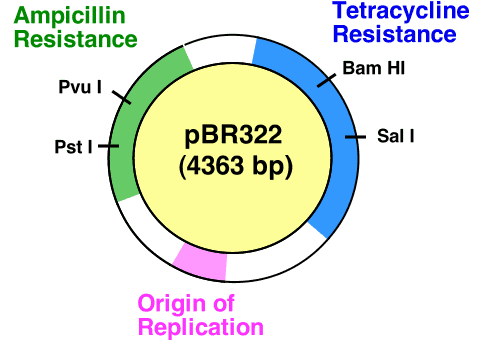 Ampicillin
Resistance
Tetracycline
Resistance
Pvu I
Bam HI
Pst I
Sal I
pBR322
(4363 bp)
Origin of
Replication